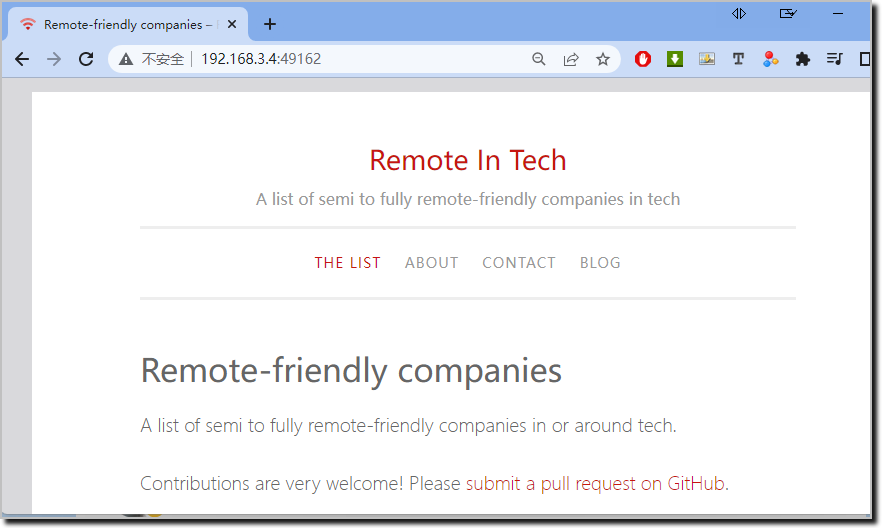 Remote-friendly companies –
不安全 192.168.3.4:49162
Remote In Tech
A list of semi to fully remote-friendly companies in tech
THE LIST ABOUT CONTACT BLOG
Remote-friendly companies
A list of semi to fully remote-friendly companies in or around tech.
Contributions are very welcome! Please submit a pull request on GitHub.